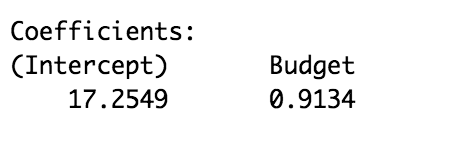 Coefficients:
(Intercept)       Budget
    17.2549       0.9134